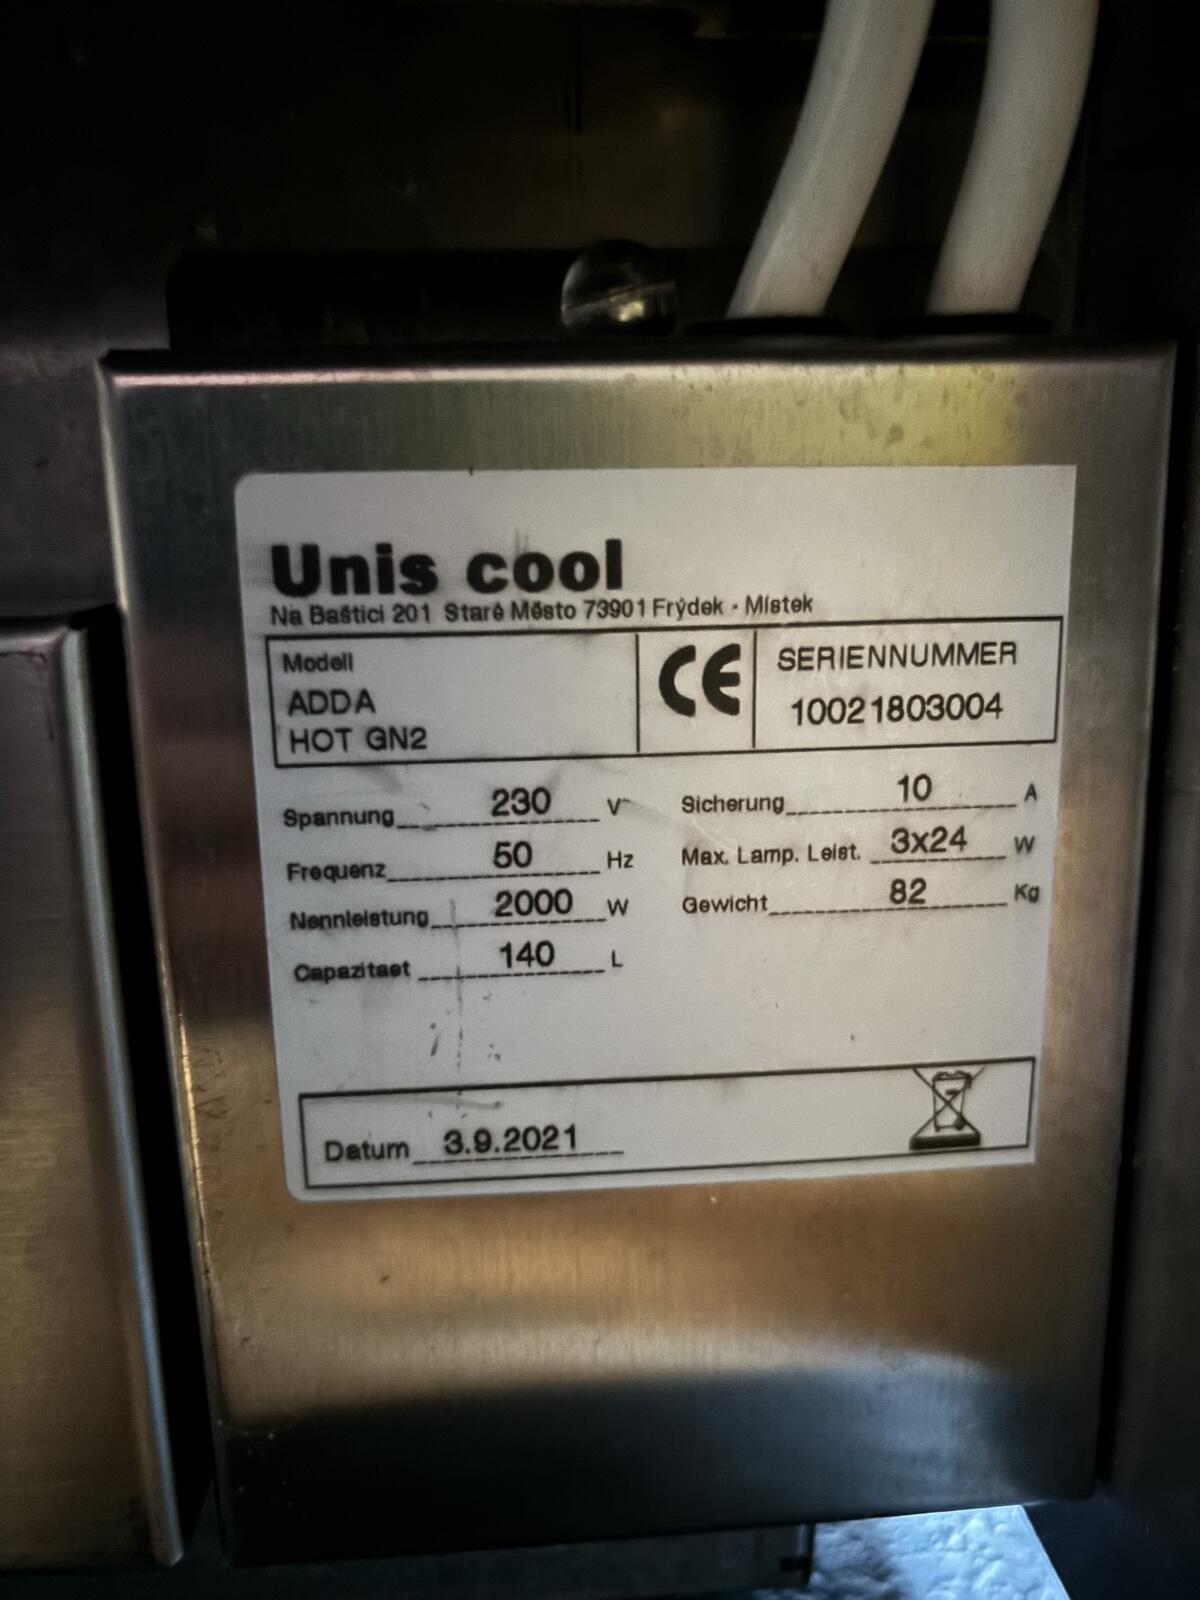 Unis cool
Na Baštici 201 Staré Město 73901 Frýdek - Místek
Modell
ADDA
HOT GN2
CE
SERIENNUMMER
10021803004
Spannung 230 V~
Sicherung 10 A
Frequenz 50 Hz
Max. Lamp. Leist. 3x24 W
Nennleistung 2000 W
Gewicht 82 Kg
Capazitaet 140 L
Datum 3.9.2021